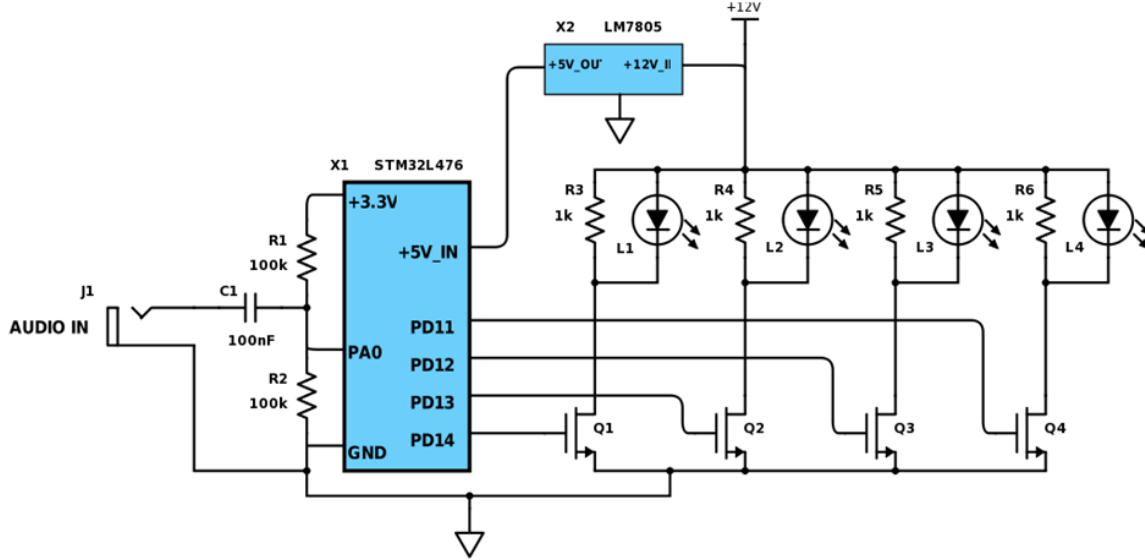 +12V
X2 LM7805
+5V_OUT +12V_I
X1 STM32L476
+3.3V
R3
1k
R4
1k
R5
1k
R6
1k
R1
100k
+5V_IN
L1
L2
L3
L4
J1
C1
AUDIO IN
100nF
PD11
PA0
PD12
R2
100k
PD13
PD14
GND
Q1
Q2
Q3
Q4